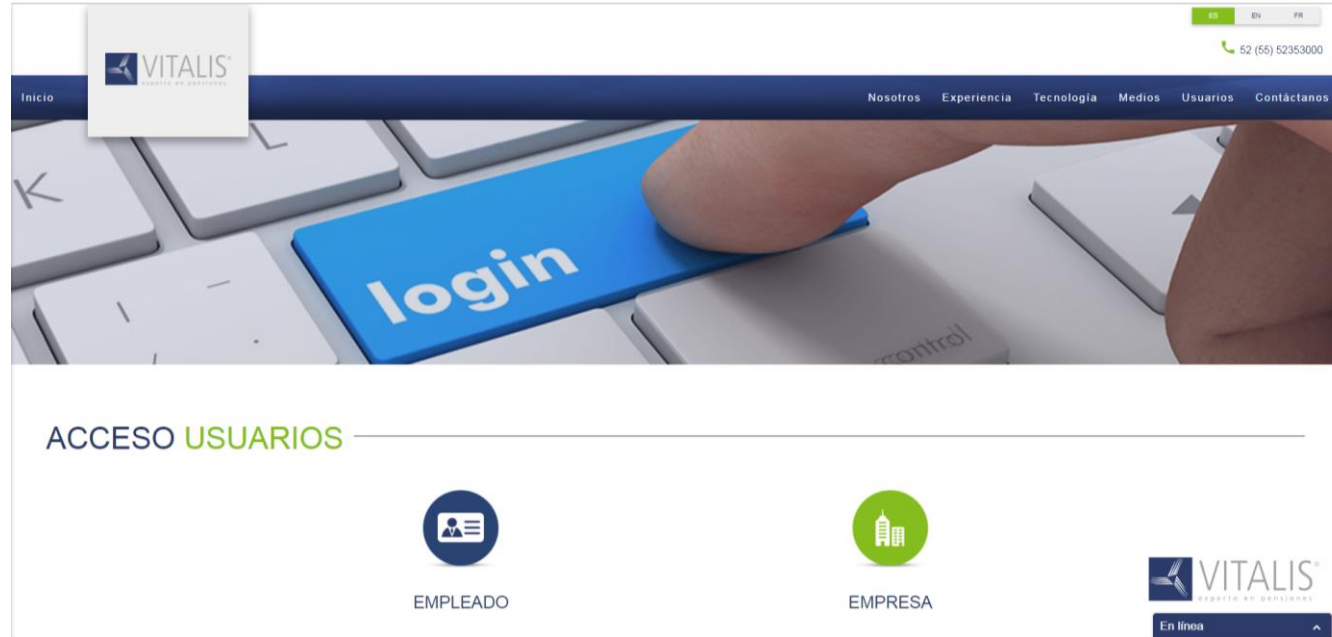 ES EN FR
52 (55) 52353000
VITALIS®
experto en pensiones
Inicio
Nosotros Experiencia Tecnología Medios Usuarios Contáctanos
K
L
login
control
ACCESO USUARIOS
EMPLEADO
EMPRESA
VITALIS®
experto en pensiones
En línea